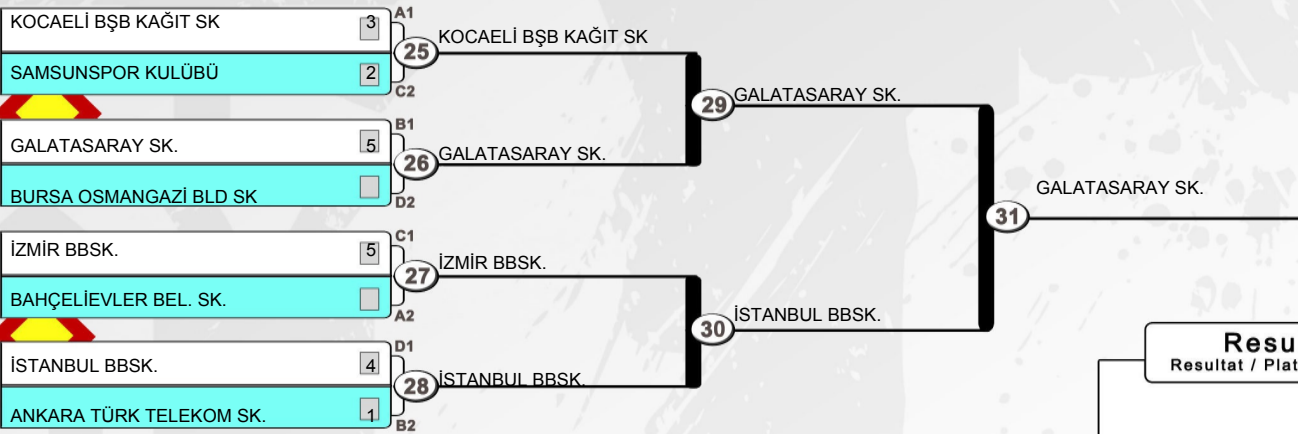 KOCAELİ BŞB KAĞIT SK 3 A1
25 KOCAELİ BŞB KAĞIT SK
SAMSUNSPOR KULÜBÜ 2
C2
29 GALATASARAY SK.
B1
GALATASARAY SK. 5
26 GALATASARAY SK.
BURSA OSMANGAZİ BLD SK
D2
31 GALATASARAY SK.
C1
İZMİR BBSK. 5
27 İZMİR BBSK.
BAHÇELİEVLER BEL. SK.
A2
30 İSTANBUL BBSK.
D1
İSTANBUL BBSK. 4
28 İSTANBUL BBSK.
ANKARA TÜRK TELEKOM SK. 1
B2
Resu
Resultat / Plat